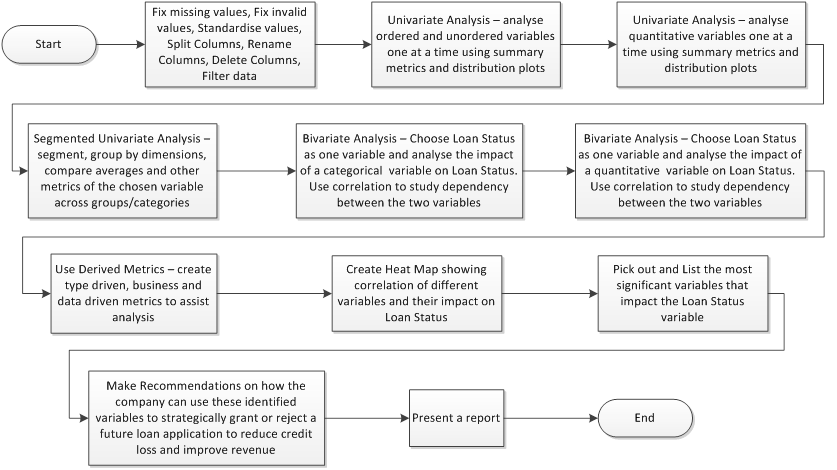 Start
Fix missing values, Fix invalid
values, Standardise values,
Split Columns, Rename
Columns, Delete Columns,
Filter data
Univariate Analysis – analyse
ordered and unordered variables
one at a time using summary
metrics and distribution plots
Univariate Analysis – analyse
quantitative variables one at a
time using summary metrics and
distribution plots
Segmented Univariate Analysis –
segment, group by dimensions,
compare averages and other
metrics of the chosen variable
across groups/categories
Bivariate Analysis – Choose Loan Status
as one variable and analyse the impact
of a categorical variable on Loan Status.
Use correlation to study dependency
between the two variables
Bivariate Analysis – Choose Loan Status
as one variable and analyse the impact of
a quantitative variable on Loan Status.
Use correlation to study dependency
between the two variables
Use Derived Metrics – create
type driven, business and
data driven metrics to assist
analysis
Create Heat Map showing
correlation of different
variables and their impact on
Loan Status
Pick out and List the most
significant variables that
impact the Loan Status
variable
Make Recommendations on how the
company can use these identified
variables to strategically grant or reject a
future loan application to reduce credit
loss and improve revenue
Present a report
End